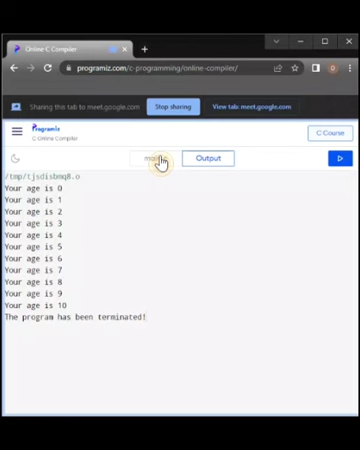 Online C Compiler
programiz.com/c-programming/online-compiler/
Sharing this tab to meet.google.com
Stop sharing
View tab: meet.google.com
Programiz
C Online Compiler
C Course
Output
/tmp/tjsdisbmq8.o
Your age is 0
Your age is 1
Your age is 2
Your age is 3
Your age is 4
Your age is 5
Your age is 6
Your age is 7
Your age is 8
Your age is 9
Your age is 10
The program has been terminated!